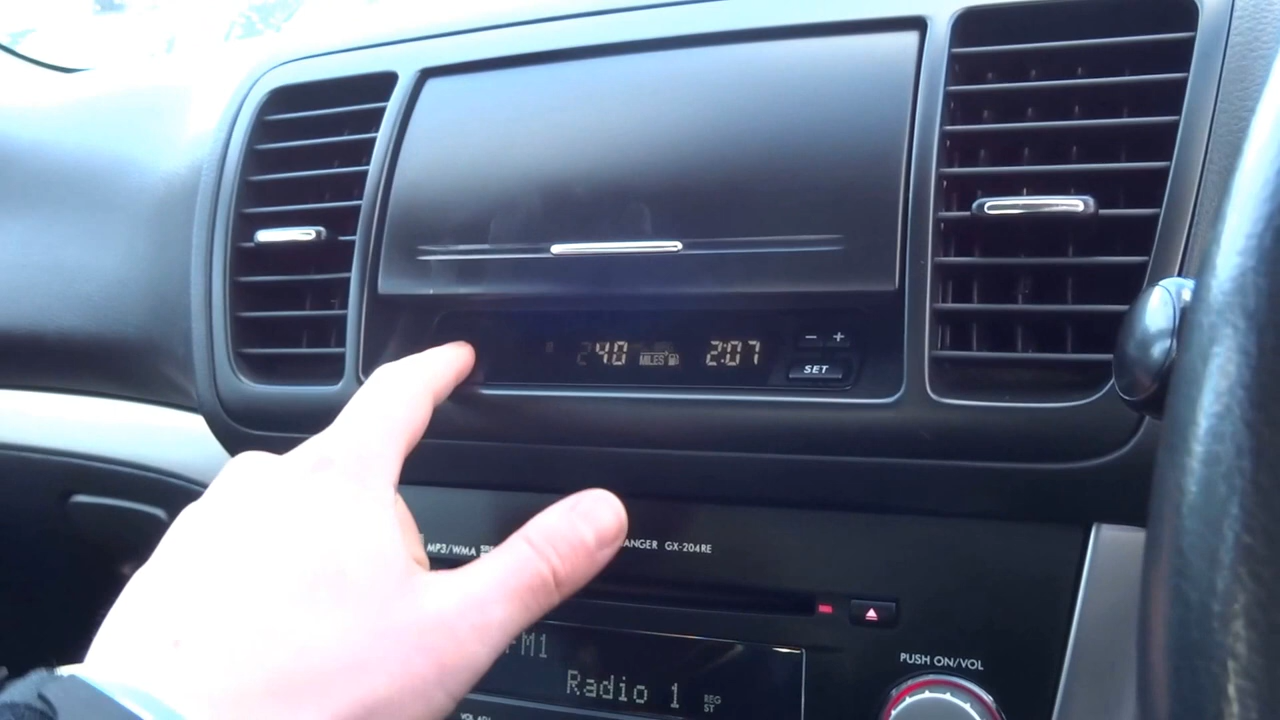 240 MILES 2:07 - +
SET
MP3/WMA ANGER GX-204RE
FM1
Radio 1 REG
ST
PUSH ON/VOL